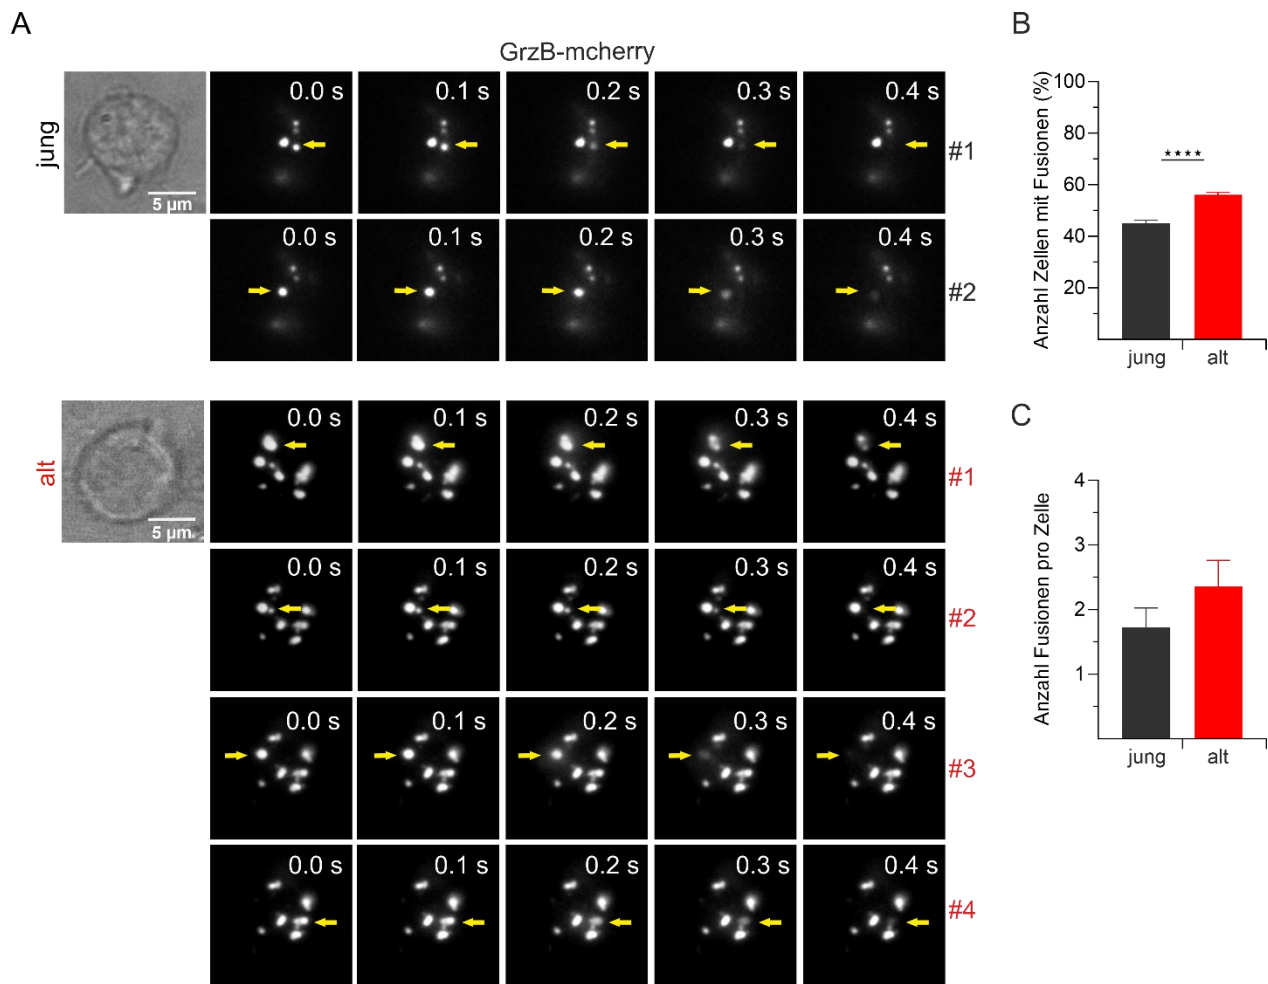 A
GrzB-mcherry
jung
5 µm
0.0 s 0.1 s 0.2 s 0.3 s 0.4 s
#1
0.0 s 0.1 s 0.2 s 0.3 s 0.4 s
#2
alt
5 µm
0.0 s 0.1 s 0.2 s 0.3 s 0.4 s
#1
0.0 s 0.1 s 0.2 s 0.3 s 0.4 s
#2
0.0 s 0.1 s 0.2 s 0.3 s 0.4 s
#3
0.0 s 0.1 s 0.2 s 0.3 s 0.4 s
#4
B
Anzahl Zellen mit Fusionen (%)
100
80
60
40
20
★★★★
jung alt
C
Anzahl Fusionen pro Zelle
4
3
2
1
jung alt